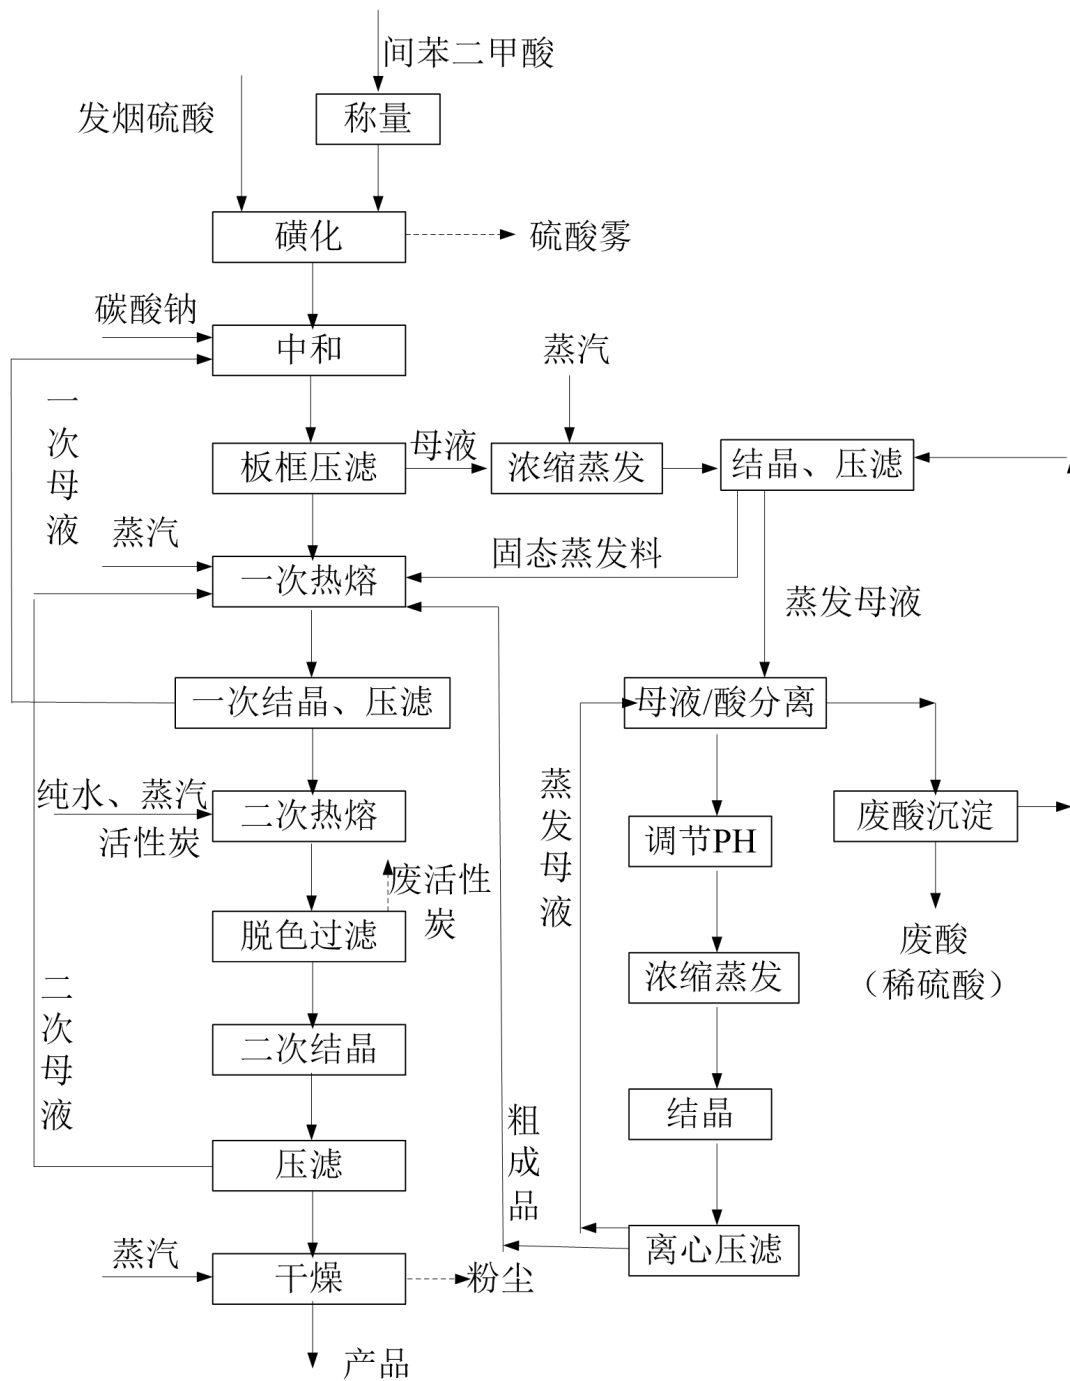 间苯二甲酸
发烟硫酸
称量
磺化
硫酸雾
碳酸钠
中和
蒸汽
一次母液
板框压滤
母液
浓缩蒸发
结晶、压滤
蒸汽
固态蒸发料
一次热熔
蒸发母液
一次结晶、压滤
母液/酸分离
纯水、蒸汽
活性炭
二次热熔
蒸发母液
调节PH
废酸沉淀
废活性
炭
脱色过滤
废酸
（稀硫酸）
浓缩蒸发
二次母液
二次结晶
结晶
粗成品
压滤
离心压滤
蒸汽
干燥
粉尘
产品